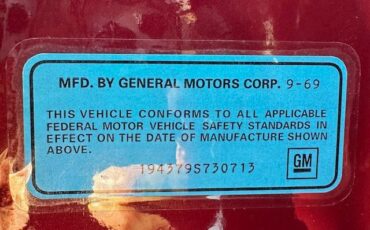 MFD. BY GENERAL MOTORS CORP. 9-69
THIS VEHICLE CONFORMS TO ALL APPLICABLE
FEDERAL MOTOR VEHICLE SAFETY STANDARDS IN
EFFECT ON THE DATE OF MANUFACTURE SHOWN
ABOVE.
194379S730713
GM